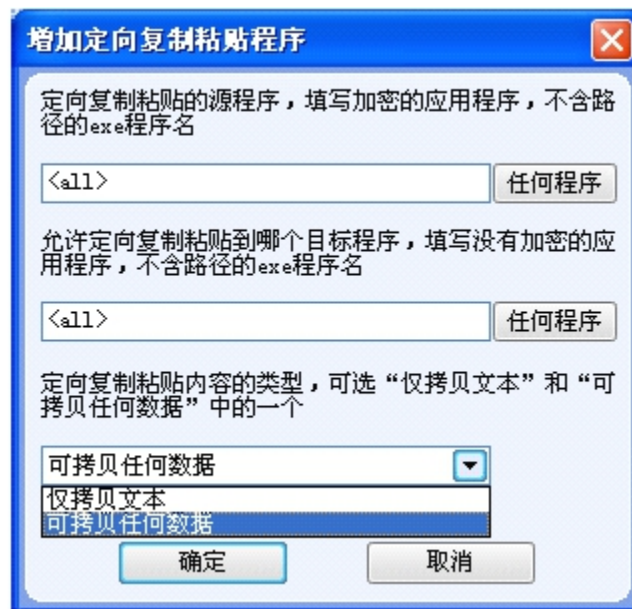 增加定向复制粘贴程序
定向复制粘贴的源程序，填写加密的应用程序，不含路
径的exe程序名
<all>
任何程序
允许定向复制粘贴到哪个目标程序，填写没有加密的应
用程序，不含路径的exe程序名
<all>
任何程序
定向复制粘贴内容的类型，可选“仅拷贝文本”和“可
拷贝任何数据”中的一个
可拷贝任何数据
仅拷贝文本
可拷贝任何数据
确定
取消